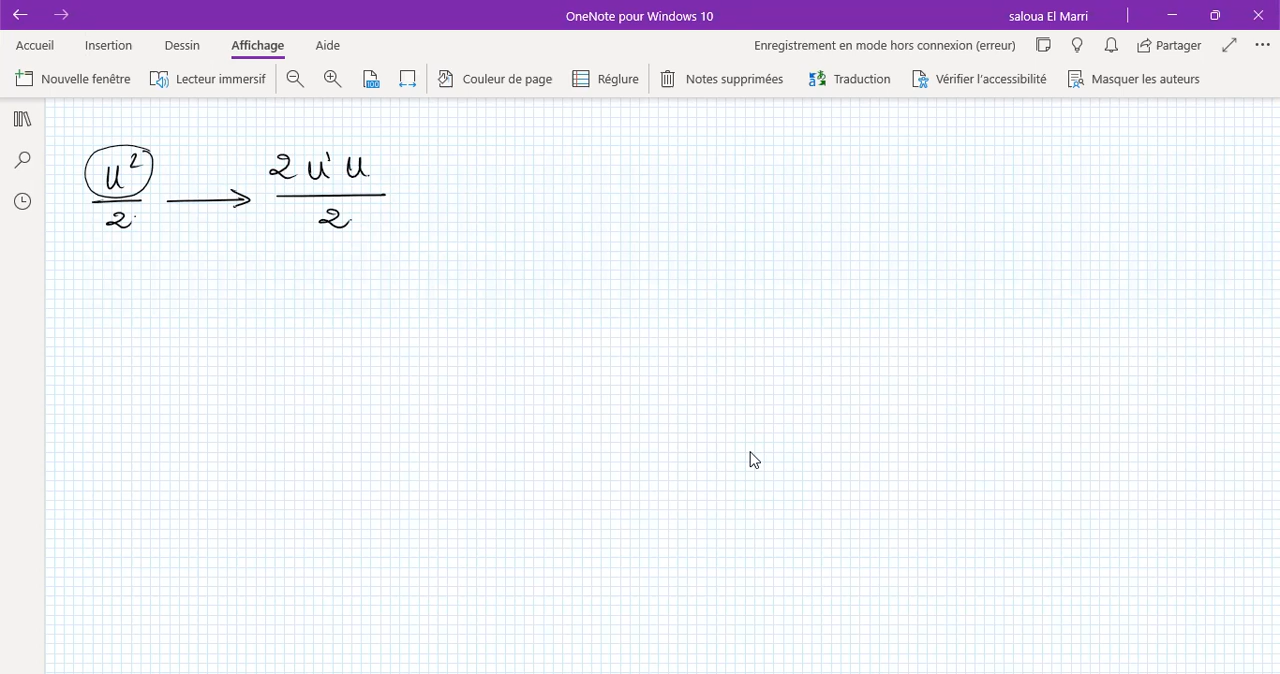 OneNote pour Windows 10
saloua El Marri
Accueil Insertion Dessin Affichage Aide
Enregistrement en mode hors connexion (erreur) Partager
Nouvelle fenêtre Lecteur immersif 100 Couleur de page Réglure Notes supprimées Traduction Vérifier l'accessibilité Masquer les auteurs
u² ⟶ 2 u' u
2 2